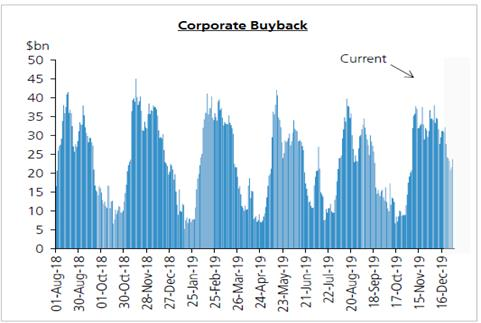 Corporate Buyback
$bn
Current
50
45
40
35
30
25
20
15
10
5
0
01-Aug-18
30-Aug-18
01-Oct-18
30-Oct-18
28-Nov-18
27-Dec-18
25-Jan-19
25-Feb-19
26-Mar-19
24-Apr-19
23-May-19
21-Jun-19
22-Jul-19
20-Aug-19
18-Sep-19
17-Oct-19
15-Nov-19
16-Dec-19